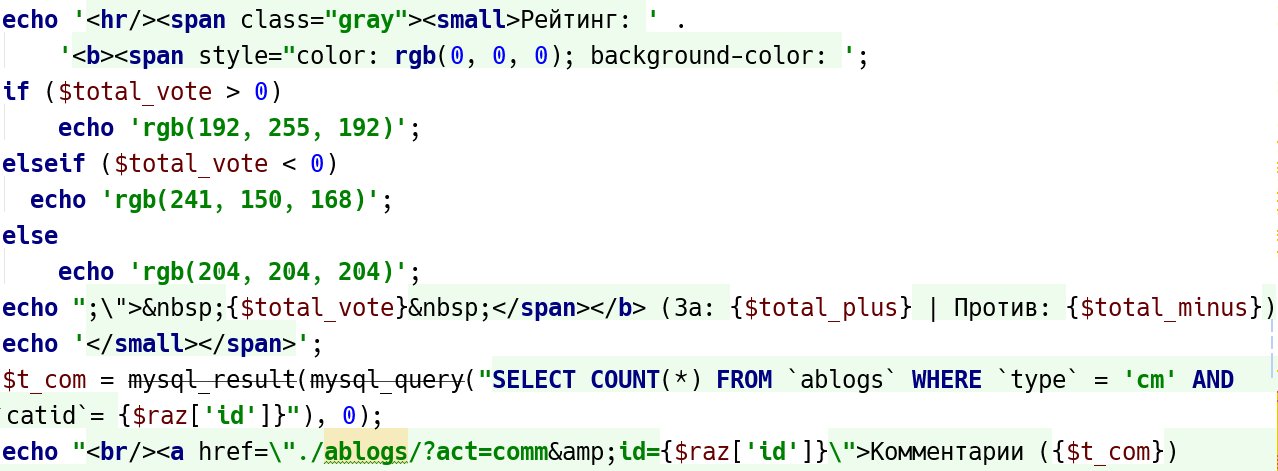 echo '<hr/><span class="gray"><small>Рейтинг: ' .
'<b><span style="color: rgb(0, 0, 0); background-color: ';
if ($total_vote > 0)
echo 'rgb(192, 255, 192)';
elseif ($total_vote < 0)
echo 'rgb(241, 150, 168)';
else
echo 'rgb(204, 204, 204)';
echo ";\">&nbsp;{$total_vote}&nbsp;</span></b> (За: {$total_plus} | Против: {$total_minus})
echo '</small></span>';
$t_com = mysql_result(mysql_query("SELECT COUNT(*) FROM `ablogs` WHERE `type` = 'cm' AND
catid`= {$raz['id']}"), 0);
echo "<br/><a href=\"./ablogs/?act=comm&amp;id={$raz['id']}\">Комментарии ({$t_com})